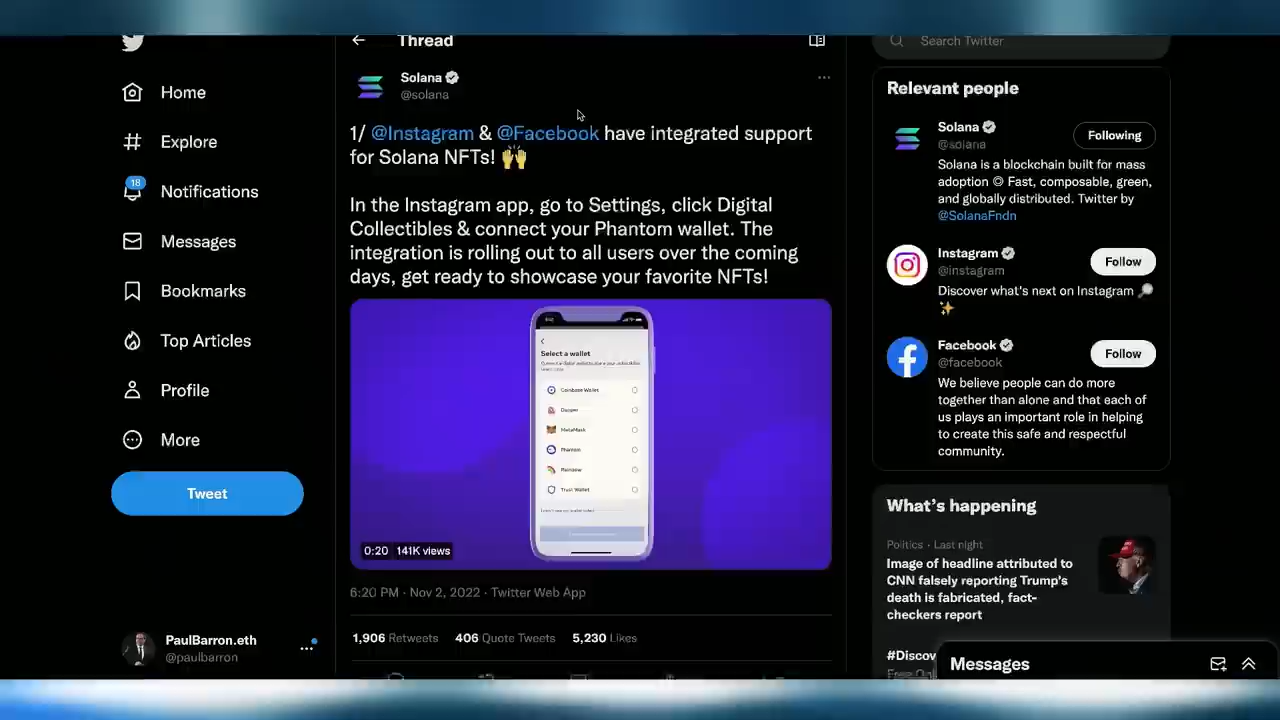 Home
Explore
18
Notifications
Messages
Bookmarks
Top Articles
Profile
More
Tweet
PaulBarron.eth
@paulbarron
Thread
Solana
@solana
1/ @Instagram & @Facebook have integrated support
for Solana NFTs! 🙌
In the Instagram app, go to Settings, click Digital
Collectibles & connect your Phantom wallet. The
integration is rolling out to all users over the coming
days, get ready to showcase your favorite NFTs!
Select a wallet
Coinbase Wallet
Dapper
MetaMask
Phantom
Rainbow
Trust Wallet
0:20 141K views
6:20 PM · Nov 2, 2022 · Twitter Web App
1,906 Retweets 406 Quote Tweets 5,230 Likes
Search Twitter
Relevant people
Solana
@solana
Following
Solana is a blockchain built for mass
adoption ◎ Fast, composable, green,
and globally distributed. Twitter by
@SolanaFndn
Instagram
@instagram
Follow
Discover what's next on Instagram 🔎
✨
Facebook
@facebook
Follow
We believe people can do more
together than alone and that each of
us plays an important role in helping
to create this safe and respectful
community.
What's happening
Politics · Last night
Image of headline attributed to
CNN falsely reporting Trump's
death is fabricated, fact-
checkers report
#Discov
Messages